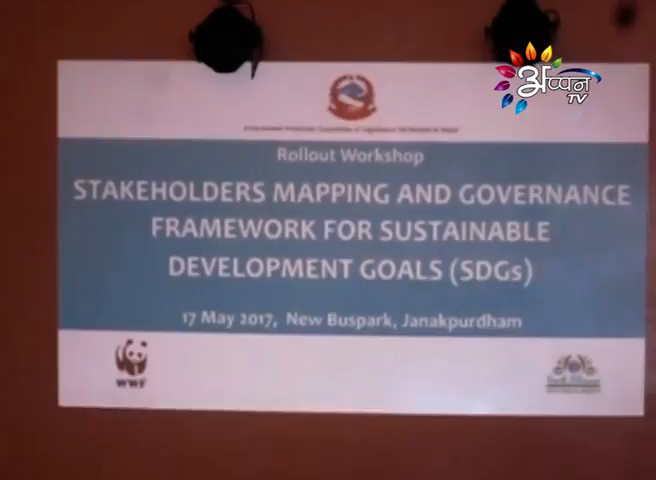 अप्पन
TV
Rollout Workshop
STAKEHOLDERS MAPPING AND GOVERNANCE
FRAMEWORK FOR SUSTAINABLE
DEVELOPMENT GOALS (SDGs)
17 May 2017, New Buspark, Janakpurdham
WWF